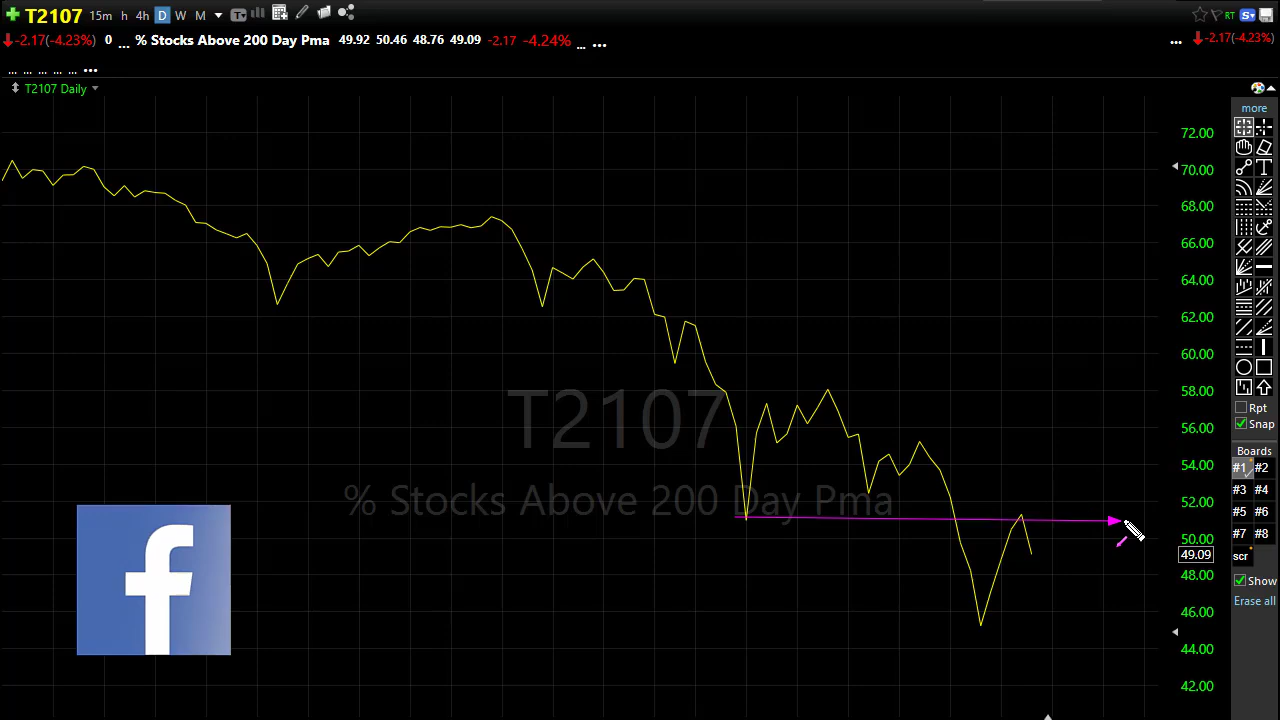 T2107 15m h 4h D W M T RT S
-2.17(-4.23%) 0 ... % Stocks Above 200 Day Pma 49.92 50.46 48.76 49.09 -2.17 -4.24% ... ... ... -2.17(-4.23%)
... ... ... ... ... ...
T2107 Daily
more
72.00
70.00
68.00
66.00
64.00
62.00
60.00
58.00
56.00
54.00
52.00
50.00
49.09
48.00
46.00
44.00
42.00
T2107
% Stocks Above 200 Day Pma
f
T
Rpt
Snap
Boards
#1 #2
#3 #4
#5 #6
#7 #8
scr
Show
Erase all